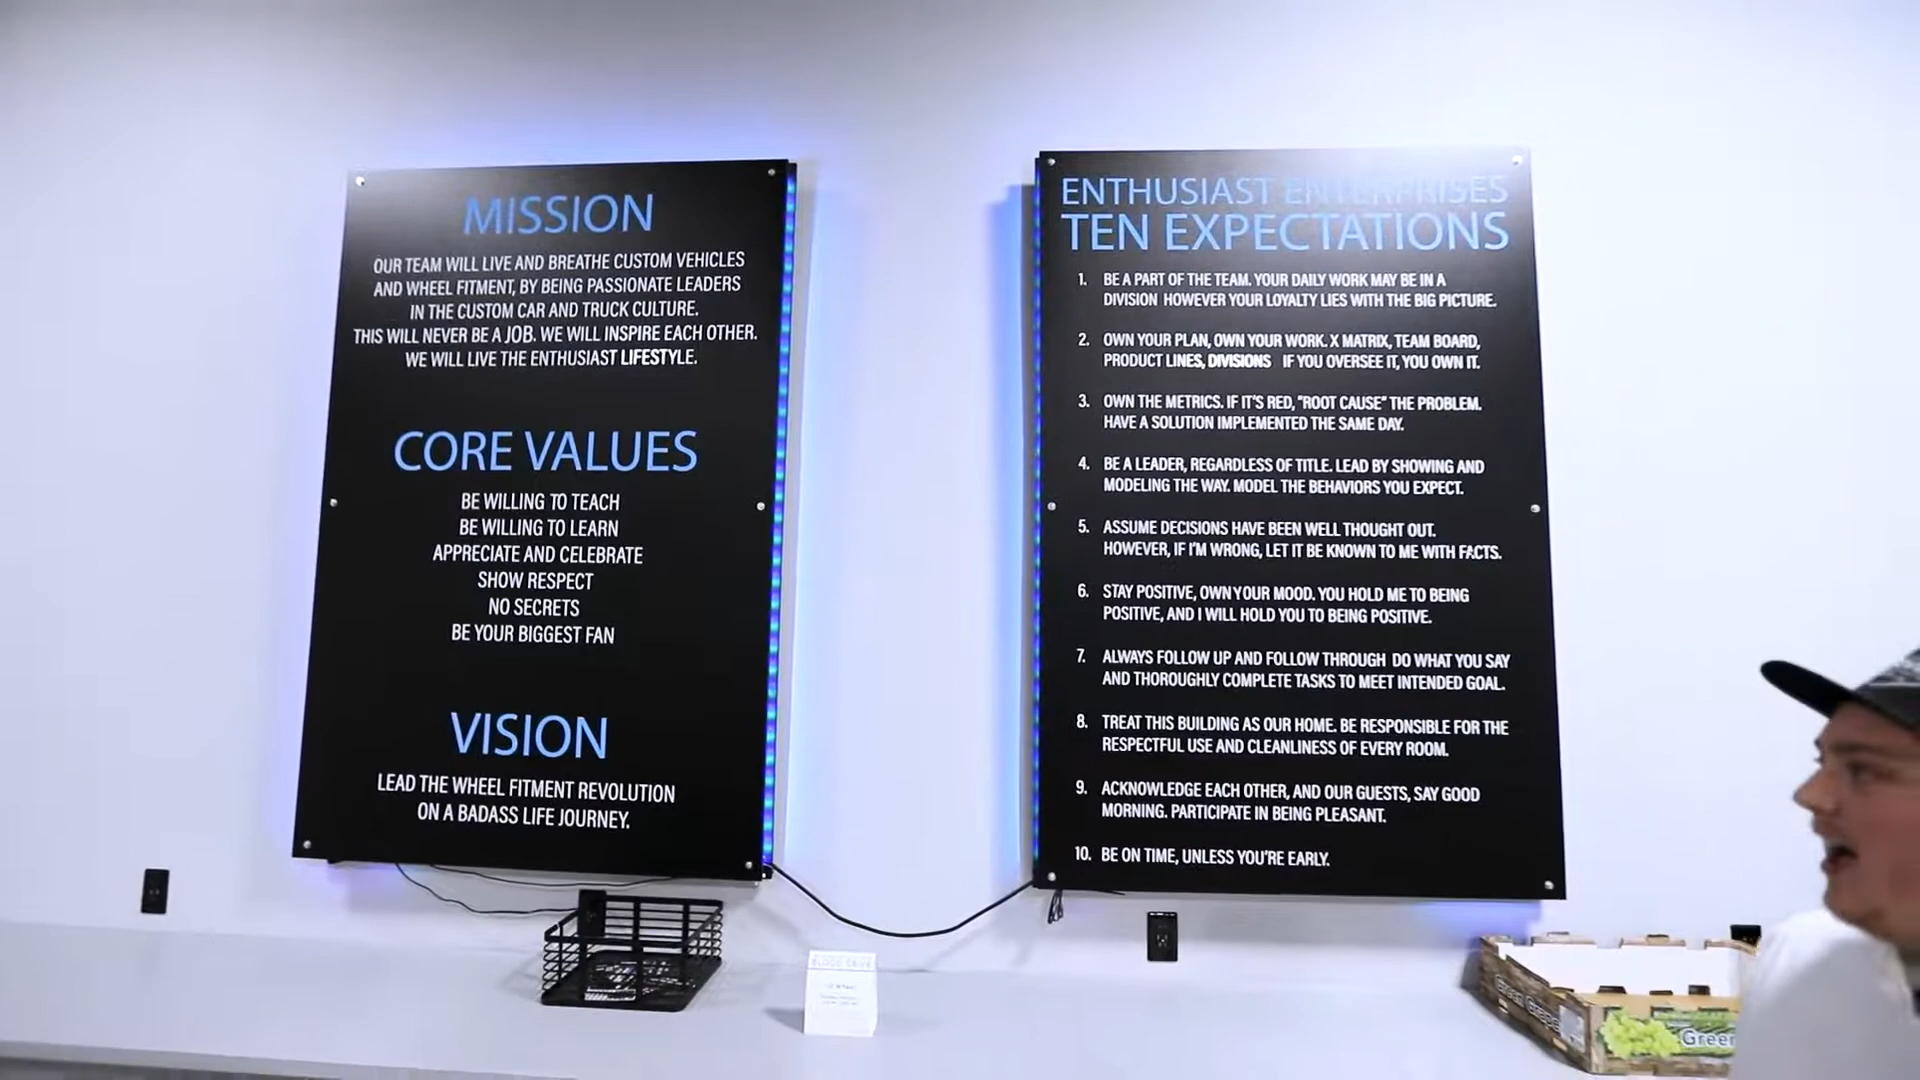 MISSION
OUR TEAM WILL LIVE AND BREATHE CUSTOM VEHICLES
AND WHEEL FITMENT, BY BEING PASSIONATE LEADERS
IN THE CUSTOM CAR AND TRUCK CULTURE.
THIS WILL NEVER BE A JOB. WE WILL INSPIRE EACH OTHER.
WE WILL LIVE THE ENTHUSIAST LIFESTYLE.
CORE VALUES
BE WILLING TO TEACH
BE WILLING TO LEARN
APPRECIATE AND CELEBRATE
SHOW RESPECT
NO SECRETS
BE YOUR BIGGEST FAN
VISION
LEAD THE WHEEL FITMENT REVOLUTION
ON A BADASS LIFE JOURNEY.
ENTHUSIAST ENTERPRISES
TEN EXPECTATIONS
1. BE A PART OF THE TEAM. YOUR DAILY WORK MAY BE IN A
DIVISION HOWEVER YOUR LOYALTY LIES WITH THE BIG PICTURE.
2. OWN YOUR PLAN, OWN YOUR WORK. X MATRIX, TEAM BOARD,
PRODUCT LINES, DIVISIONS IF YOU OVERSEE IT, YOU OWN IT.
3. OWN THE METRICS. IF IT'S RED, "ROOT CAUSE" THE PROBLEM.
HAVE A SOLUTION IMPLEMENTED THE SAME DAY.
4. BE A LEADER, REGARDLESS OF TITLE. LEAD BY SHOWING AND
MODELING THE WAY. MODEL THE BEHAVIORS YOU EXPECT.
5. ASSUME DECISIONS HAVE BEEN WELL THOUGHT OUT.
HOWEVER, IF I'M WRONG, LET IT BE KNOWN TO ME WITH FACTS.
6. STAY POSITIVE, OWN YOUR MOOD. YOU HOLD ME TO BEING
POSITIVE, AND I WILL HOLD YOU TO BEING POSITIVE.
7. ALWAYS FOLLOW UP AND FOLLOW THROUGH DO WHAT YOU SAY
AND THOROUGHLY COMPLETE TASKS TO MEET INTENDED GOAL.
8. TREAT THIS BUILDING AS OUR HOME. BE RESPONSIBLE FOR THE
RESPECTFUL USE AND CLEANLINESS OF EVERY ROOM.
9. ACKNOWLEDGE EACH OTHER, AND OUR GUESTS, SAY GOOD
MORNING. PARTICIPATE IN BEING PLEASANT.
10. BE ON TIME, UNLESS YOU'RE EARLY.
BLOOD DRIVE
Green